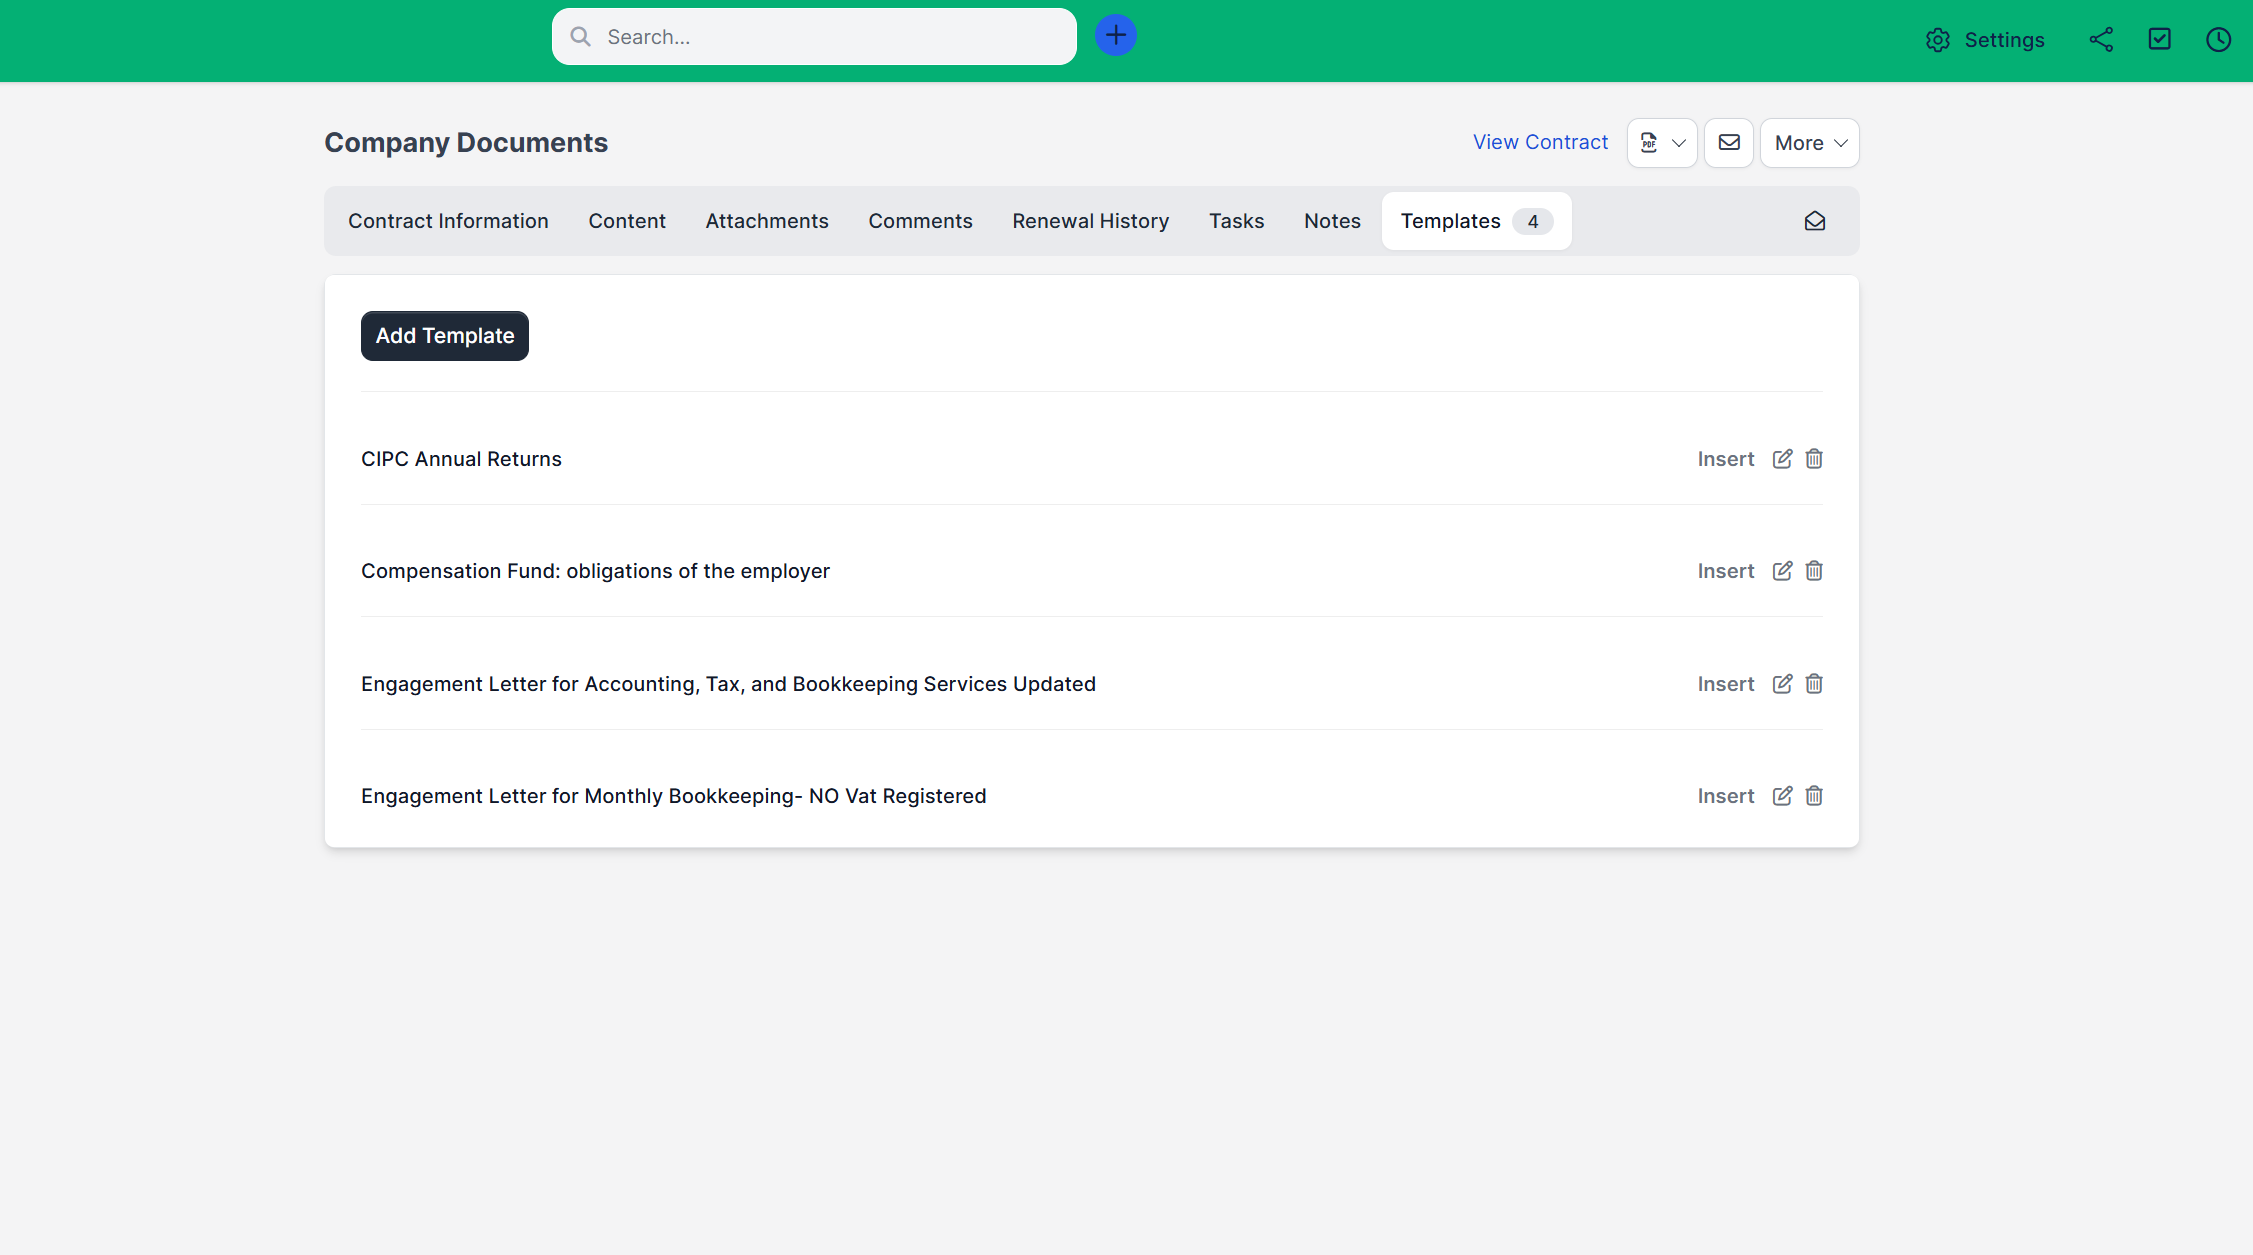 Search...
Settings
Company Documents
View Contract
PDF
More
Contract Information
Content
Attachments
Comments
Renewal History
Tasks
Notes
Templates 4
Add Template
CIPC Annual Returns
Insert
Compensation Fund: obligations of the employer
Insert
Engagement Letter for Accounting, Tax, and Bookkeeping Services Updated
Insert
Engagement Letter for Monthly Bookkeeping- NO Vat Registered
Insert